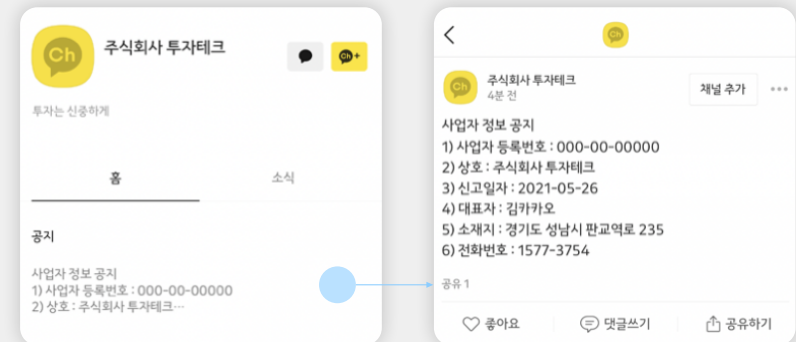 Ch
주식회사 투자테크
Ch+
투자는 신중하게
홈
소식
공지
사업자 정보 공지
1) 사업자 등록번호 : 000-00-00000
2) 상호 : 주식회사 투자테크…
Ch
Ch
주식회사 투자테크
4분 전
채널 추가
사업자 정보 공지
1) 사업자 등록번호 : 000-00-00000
2) 상호 : 주식회사 투자테크
3) 신고일자 : 2021-05-26
4) 대표자 : 김카카오
5) 소재지 : 경기도 성남시 판교역로 235
6) 전화번호 : 1577-3754
공유 1
좋아요
댓글쓰기
공유하기